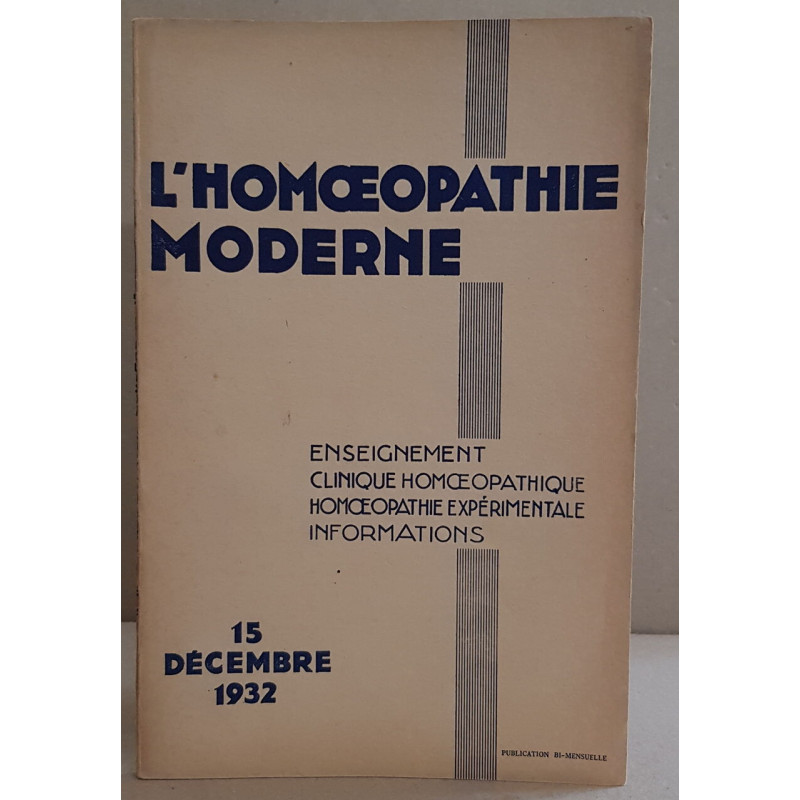 L'HOMŒOPATHIE
MODERNE
ENSEIGNEMENT
CLINIQUE HOMŒOPATHIQUE
HOMŒOPATHIE EXPÉRIMENTALE
INFORMATIONS
15
DÉCEMBRE
1932
PUBLICATION BI-MENSUELLE